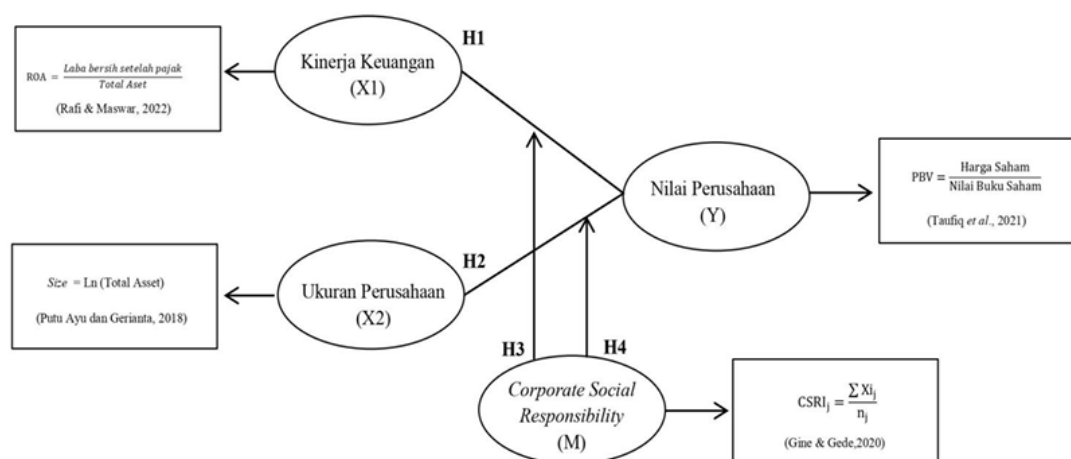 H1
Kinerja Keuangan
(X1)
ROA = Laba bersih setelah pajak
Total Aset
(Rafi & Maswar, 2022)
Nilai Perusahaan
(Y)
PBV = Harga Saham
Nilai Buku Saham
(Taufiq et al., 2021)
H2
Ukuran Perusahaan
(X2)
Size = Ln (Total Asset)
(Putu Ayu dan Gerianta, 2018)
H3
H4
Corporate Social
Responsibility
(M)
CSRIj = ∑ Xij
nj
(Gine & Gede,2020)